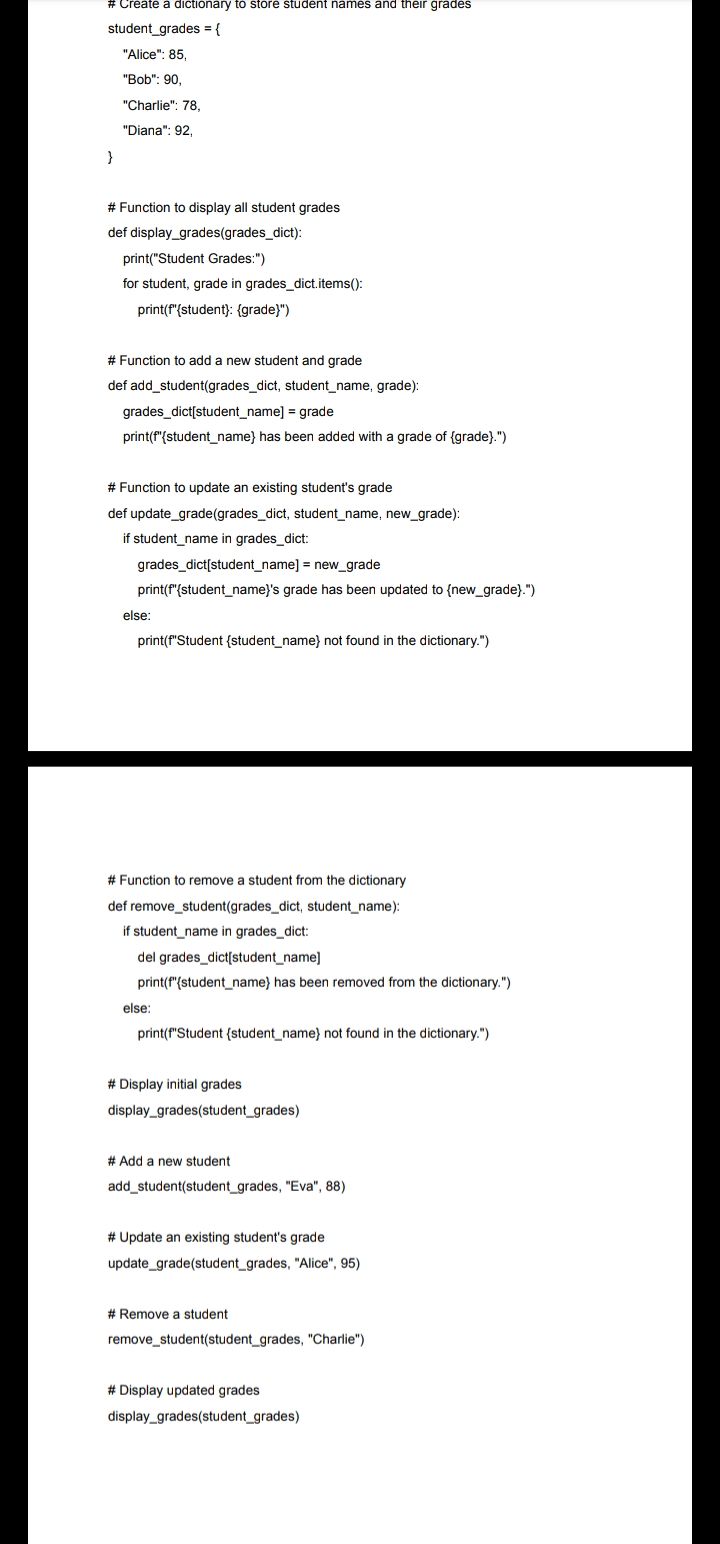 # Create a dictionary to store student names and their grades
student_grades = {
"Alice": 85,
"Bob": 90,
"Charlie": 78,
"Diana": 92,
}
# Function to display all student grades
def display_grades(grades_dict):
print("Student Grades:")
for student, grade in grades_dict.items():
print(f"{student}: {grade}")
# Function to add a new student and grade
def add_student(grades_dict, student_name, grade):
grades_dict[student_name] = grade
print(f"{student_name} has been added with a grade of {grade}.")
# Function to update an existing student's grade
def update_grade(grades_dict, student_name, new_grade):
if student_name in grades_dict:
grades_dict[student_name] = new_grade
print(f"{student_name}'s grade has been updated to {new_grade}.")
else:
print(f"Student {student_name} not found in the dictionary.")
# Function to remove a student from the dictionary
def remove_student(grades_dict, student_name):
if student_name in grades_dict:
del grades_dict[student_name]
print(f"{student_name} has been removed from the dictionary.")
else:
print(f"Student {student_name} not found in the dictionary.")
# Display initial grades
display_grades(student_grades)
# Add a new student
add_student(student_grades, "Eva", 88)
# Update an existing student's grade
update_grade(student_grades, "Alice", 95)
# Remove a student
remove_student(student_grades, "Charlie")
# Display updated grades
display_grades(student_grades)